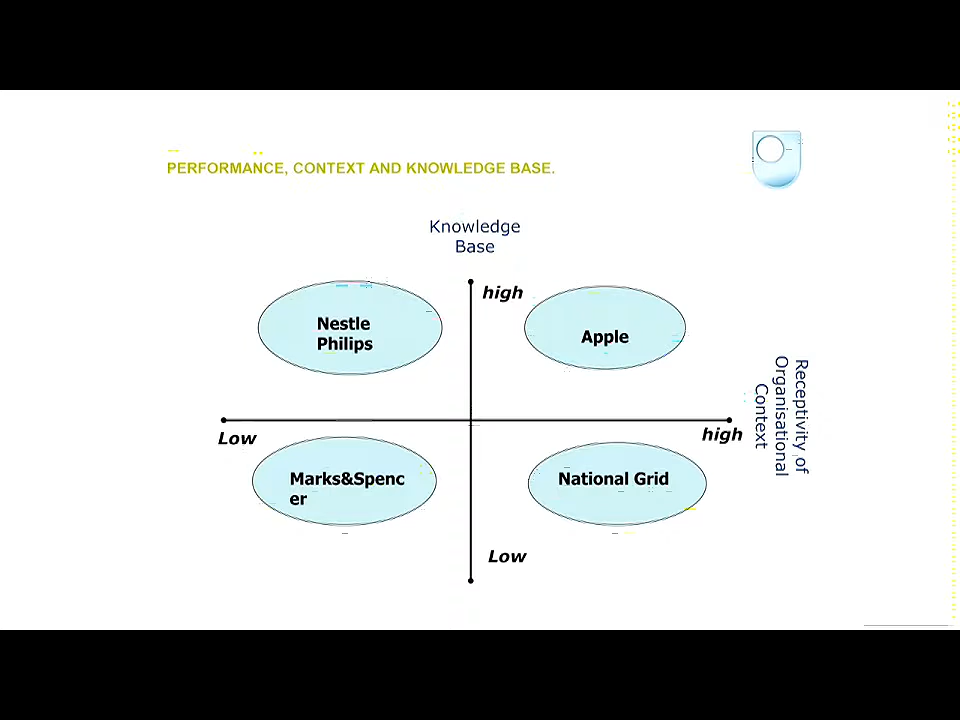 PERFORMANCE, CONTEXT AND KNOWLEDGE BASE.
Knowledge
Base
high
Nestle
Philips
Apple
Receptivity of
Organisational
Context
Low
high
Marks&Spenc
er
National Grid
Low